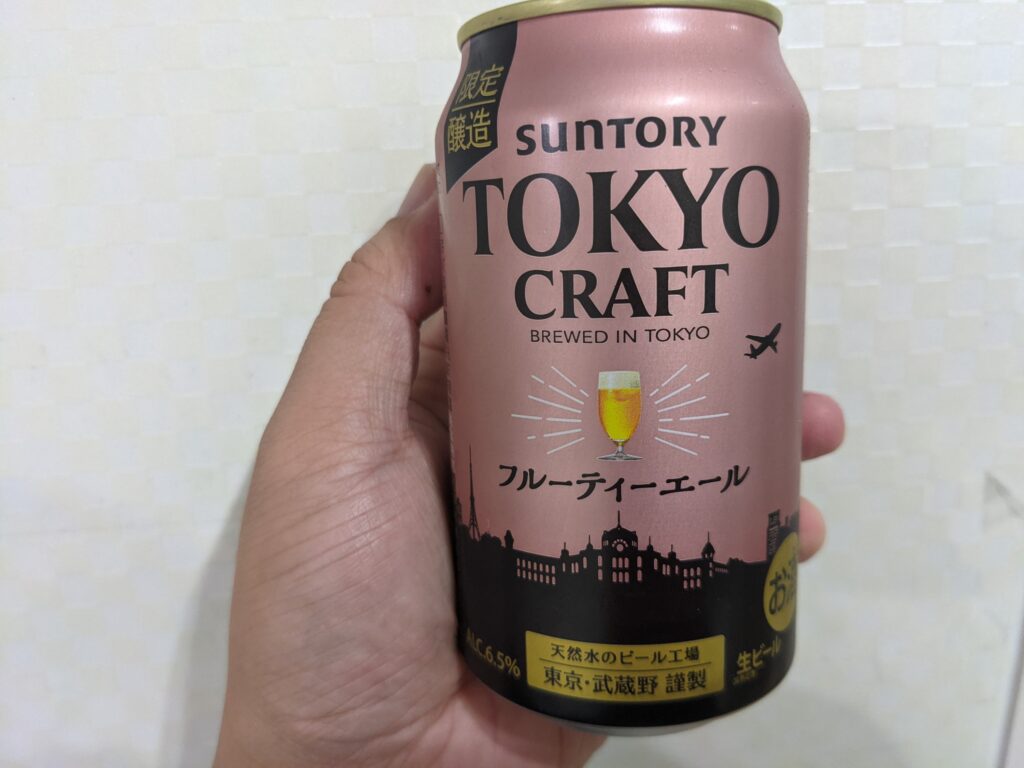 限定
醸造
SUNTORY
TOKYO
CRAFT
BREWED IN TOKYO
フルーティーエール
お酒
ALC.6.5%
天然水のビール工場
東京・武蔵野 謹製
生ビール